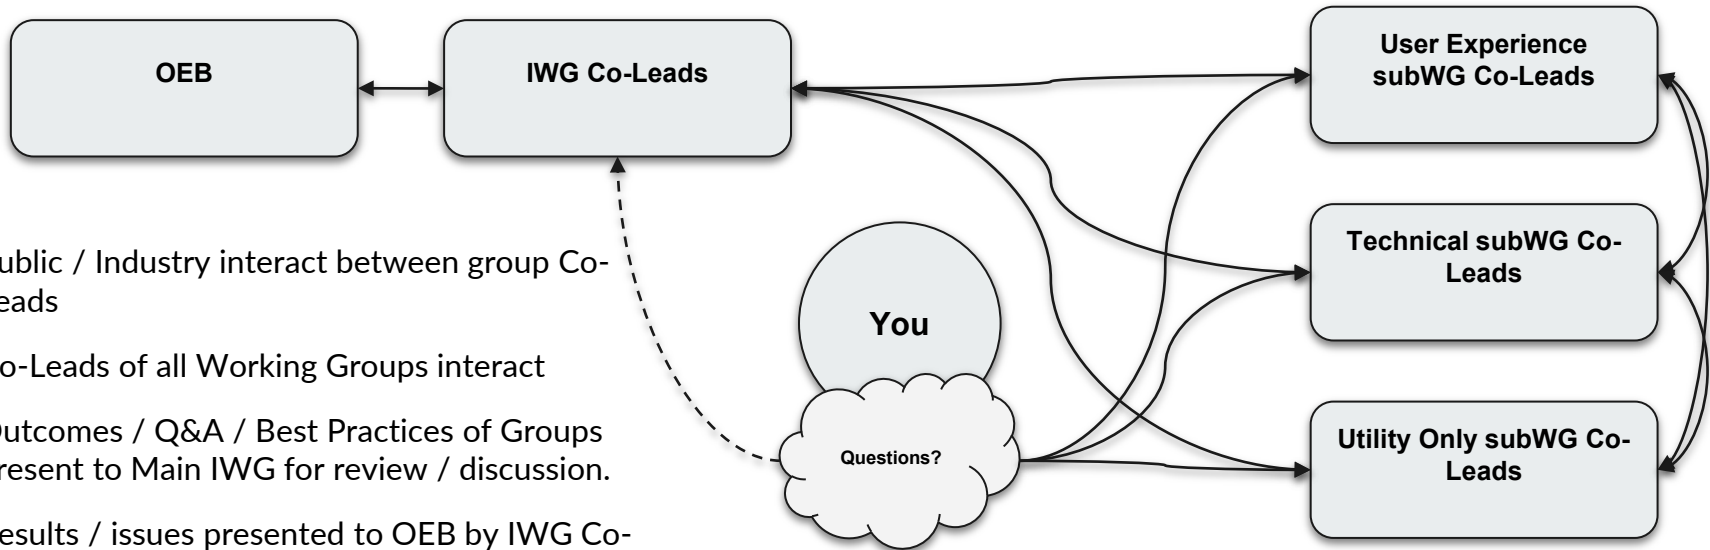 OEB
IWG Co-Leads
User Experience
subWG Co-Leads
ublic / Industry interact between group Co-
eads
You
Technical subWG Co-
Leads
o-Leads of all Working Groups interact
utcomes / Q&A / Best Practices of Groups
resent to Main IWG for review / discussion.
Questions?
Utility Only subWG Co-
Leads
esults / issues presented to OEB by IWG Co-